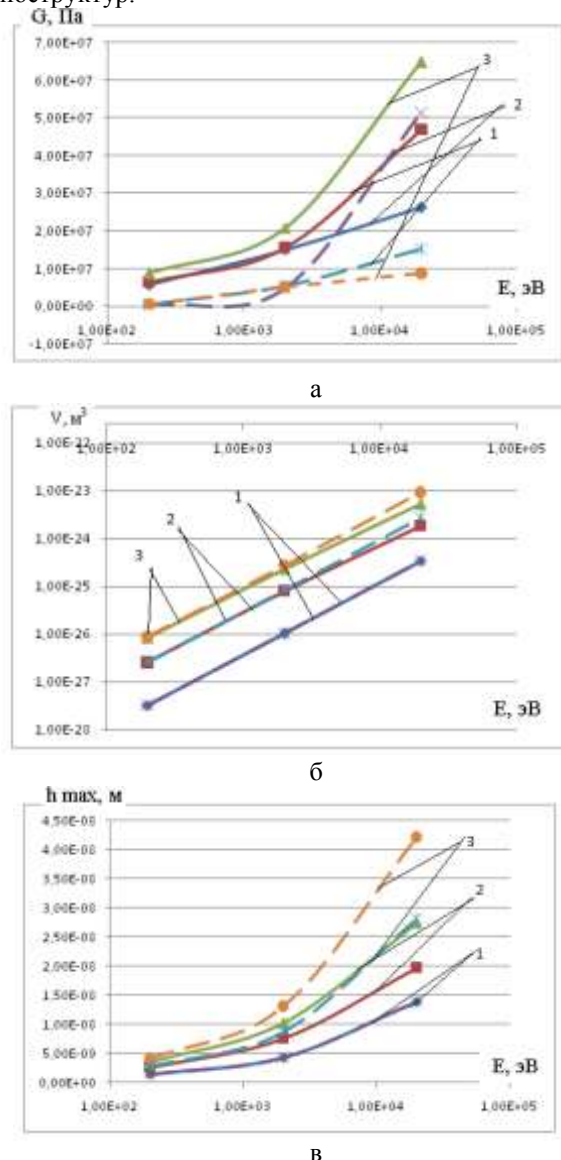 ноструктур.
G, Па
7,00E+07
6,00E+07
5,00E+07
4,00E+07
3,00E+07
2,00E+07
1,00E+07
0,00E+00
-1,00E+07
3
2
1
E, эВ
1,00E+02 1,00E+03 1,00E+04 1,00E+05
а
V, м³
1,00E-22
1,00E+02 1,00E+03 1,00E+04 1,00E+05
1,00E-23
1,00E-24
1,00E-25
1,00E-26
1,00E-27
1,00E-28
1
2
3
E, эВ
б
h max, м
4,50E-08
4,00E-08
3,50E-08
3,00E-08
2,50E-08
2,00E-08
1,50E-08
1,00E-08
5,00E-09
0,00E+00
3
2
1
E, эВ
1,00E+02 1,00E+03 1,00E+04 1,00E+05
в